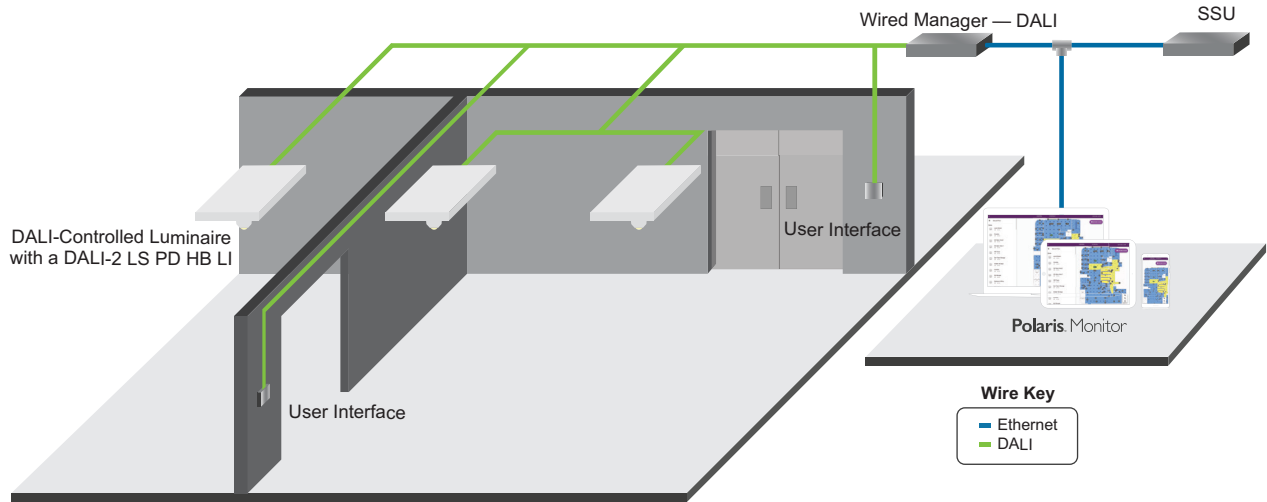 Wired Manager — DALI
SSU
DALI-Controlled Luminaire
with a DALI-2 LS PD HB LI
User Interface
User Interface
Polaris. Monitor
Wire Key
Ethernet
DALI